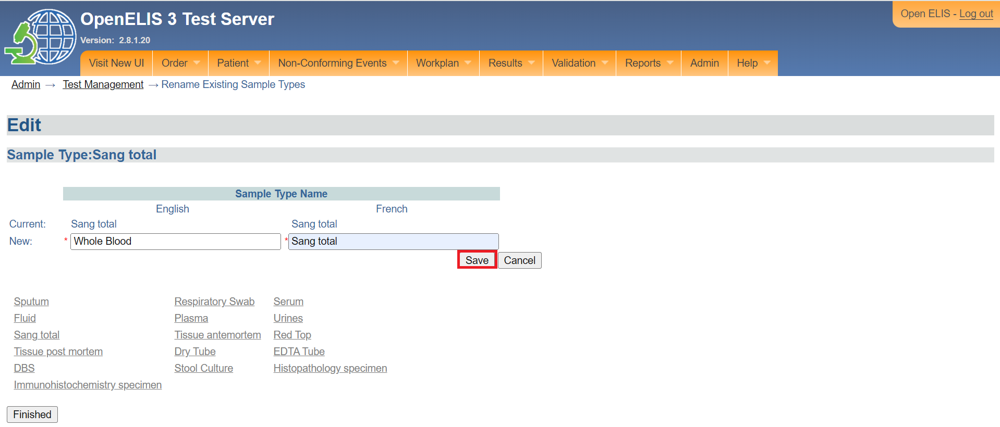 OpenELIS 3 Test Server
Open ELIS - Log out
Version: 2.8.1.20
Visit New UI Order Patient Non-Conforming Events Workplan Results Validation Reports Admin Help
Admin → Test Management → Rename Existing Sample Types
Edit
Sample Type:Sang total
Sample Type Name
English French
Current: Sang total Sang total
New: * Whole Blood * Sang total
Save Cancel
Sputum Respiratory Swab Serum
Fluid Plasma Urines
Sang total Tissue antemortem Red Top
Tissue post mortem Dry Tube EDTA Tube
DBS Stool Culture Histopathology specimen
Immunohistochemistry specimen
Finished